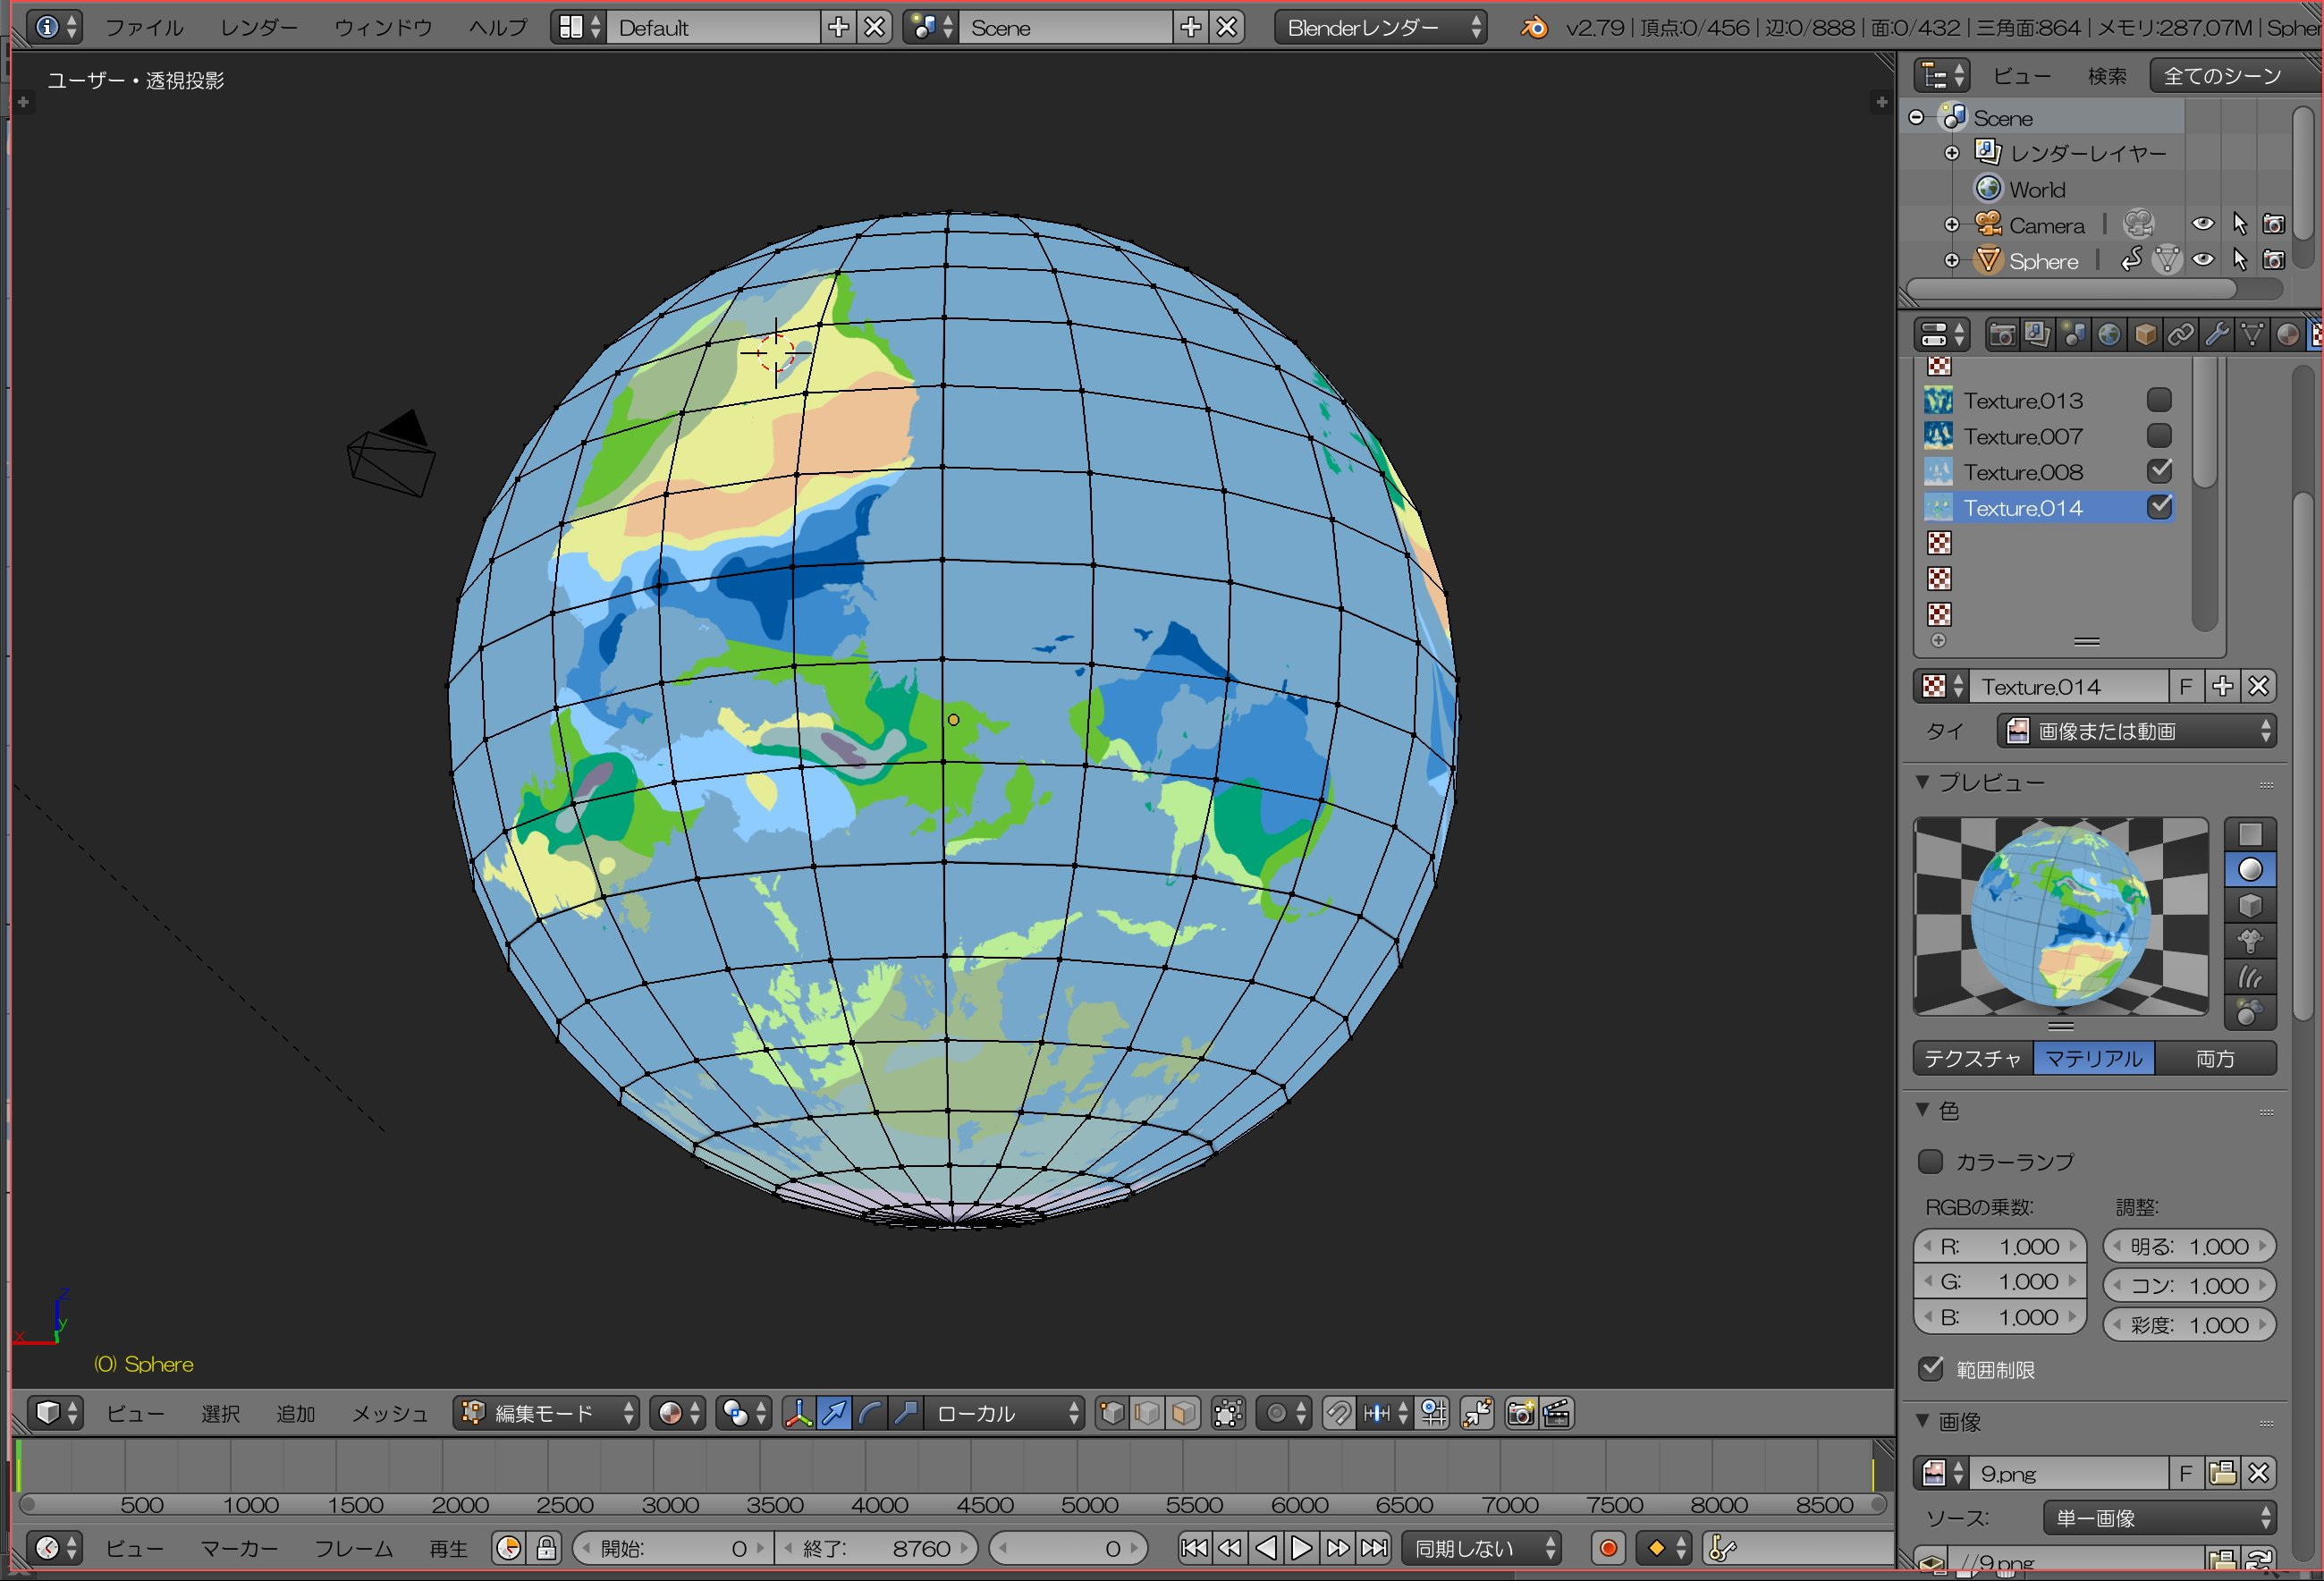 ファイル レンダー ウィンドウ ヘルプ Default Scene Blenderレンダー v2.79 | 頂点:0/456 | 辺:0/888 | 面:0/432 | 三角面:864 | メモリ:287.07M | Spher
ユーザー・透視投影
ビュー 検索 全てのシーン
Scene
レンダーレイヤー
World
Camera
Sphere
Texture.013
Texture.007
Texture.008
Texture.014
Texture.014 F
タイ 画像または動画
プレビュー
テクスチャ マテリアル 両方
色
カラーランプ
RGBの乗数: 調整:
R: 1.000 明る: 1.000
G: 1.000 コン: 1.000
B: 1.000 彩度: 1.000
範囲制限
画像
9.png F
ソース: 単一画像
//9.png
z
y
x
(0) Sphere
ビュー 選択 追加 メッシュ 編集モード ローカル
500 1000 1500 2000 2500 3000 3500 4000 4500 5000 5500 6000 6500 7000 7500 8000 8500
ビュー マーカー フレーム 再生 開始: 0 終了: 8760 0 同期しない